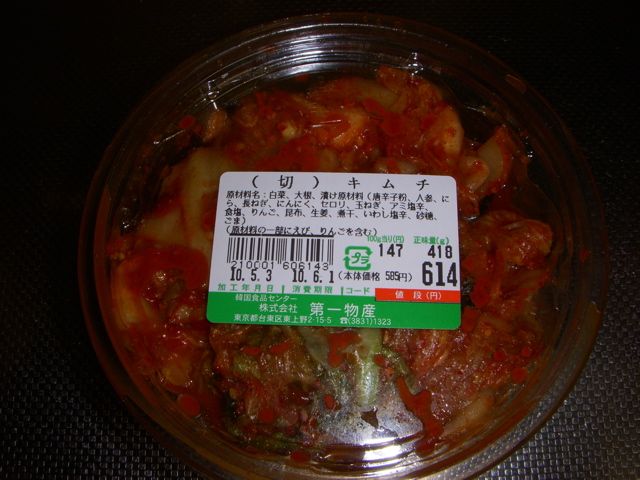 (切)キムチ
原材料名：白菜、大根、漬け原材料（唐辛子粉、人参、に
ら、長ねぎ、にんにく、セロリ、玉ねぎ、アミ塩辛、
食塩、りんご、昆布、生姜、煮干、いわし塩辛、砂糖、
ごま）
（原材料の一部にえび、りんごを含む）
100g当り(円) 正味量(g)
プラ 147 418
210001 606143
10.5.3 10.6.1 (本体価格 585円) 614
加工年月日 消費期限 コード 値段(円)
韓国食品センター
株式会社 第一物産
東京都台東区東上野2-15-5 ☎(3831)1323